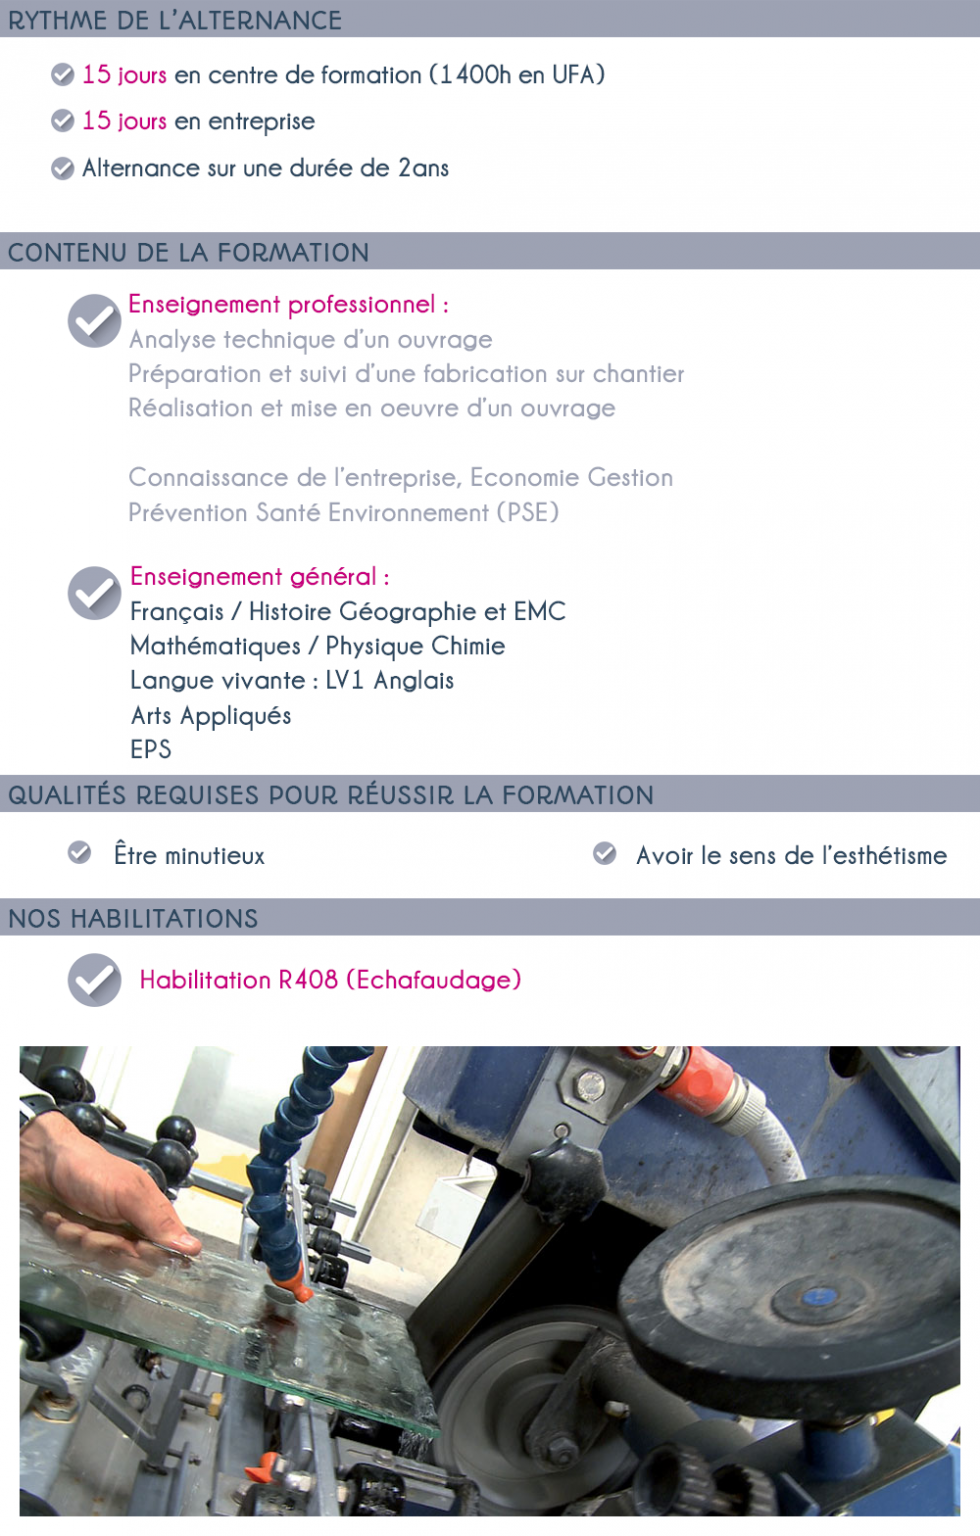 RYTHME DE L'ALTERNANCE
15 jours en centre de formation (1400h en UFA)
15 jours en entreprise
Alternance sur une durée de 2ans
CONTENU DE LA FORMATION
Enseignement professionnel :
Analyse technique d'un ouvrage
Préparation et suivi d'une fabrication sur chantier
Réalisation et mise en oeuvre d'un ouvrage
Connaissance de l'entreprise, Economie Gestion
Prévention Santé Environnement (PSE)
Enseignement général :
Français / Histoire Géographie et EMC
Mathématiques / Physique Chimie
Langue vivante : LV1 Anglais
Arts Appliqués
EPS
QUALITÉS REQUISES POUR RÉUSSIR LA FORMATION
Être minutieux
Avoir le sens de l'esthétisme
NOS HABILITATIONS
Habilitation R408 (Echafaudage)